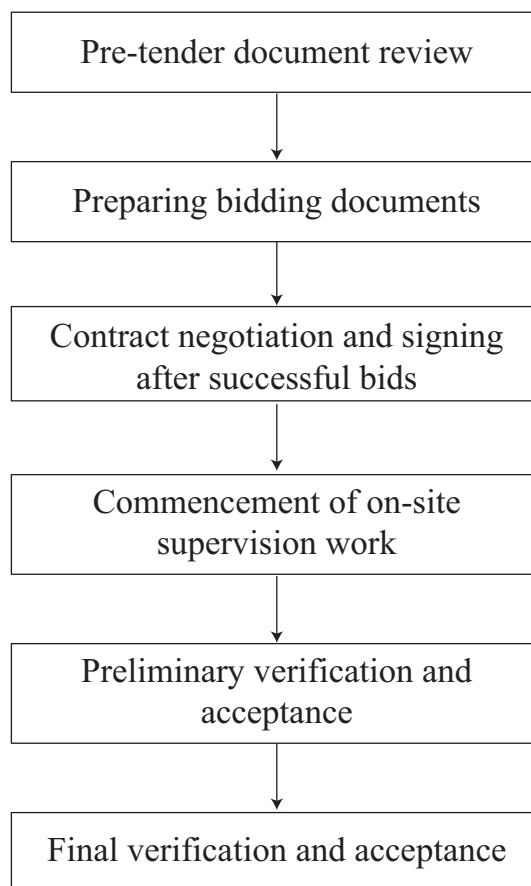 Pre-tender document review
Preparing bidding documents
Contract negotiation and signing
after successful bids
Commencement of on-site
supervision work
Preliminary verification and
acceptance
Final verification and acceptance